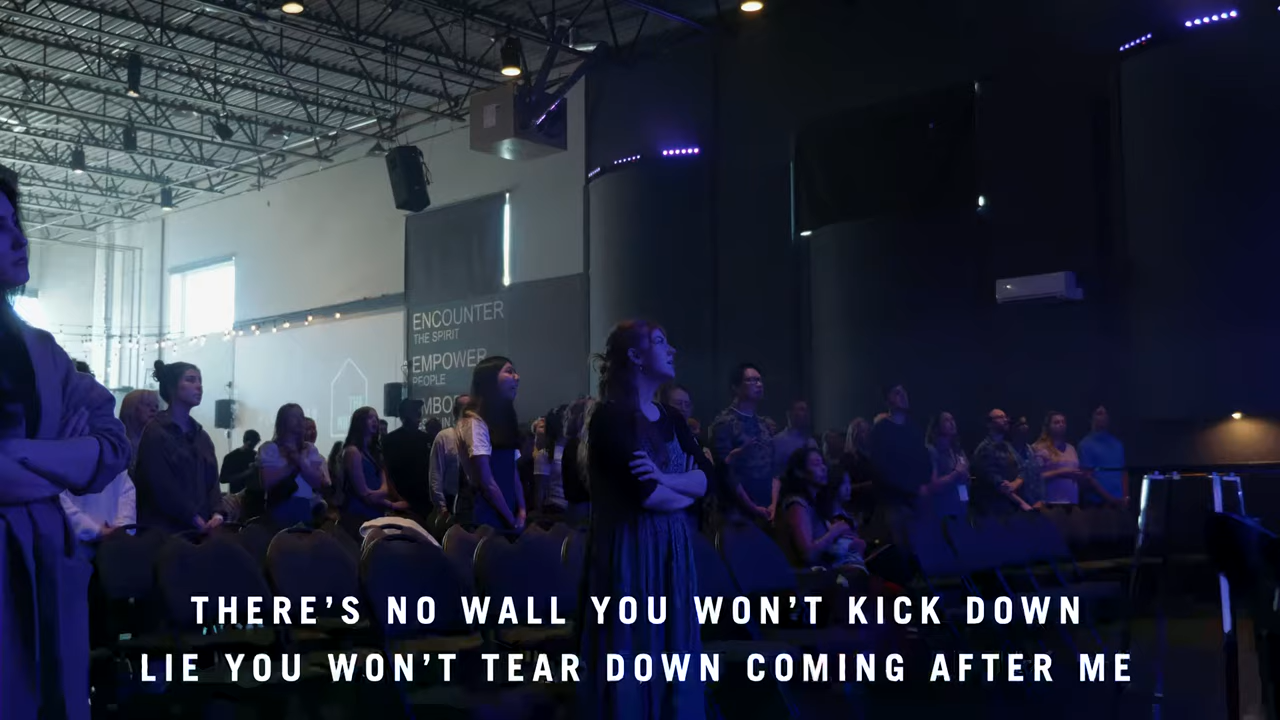 ENCOUNTER
THE SPIRIT
EMPOWER
PEOPLE
THE
THERE'S NO WALL YOU WON'T KICK DOWN
LIE YOU WON'T TEAR DOWN COMING AFTER ME